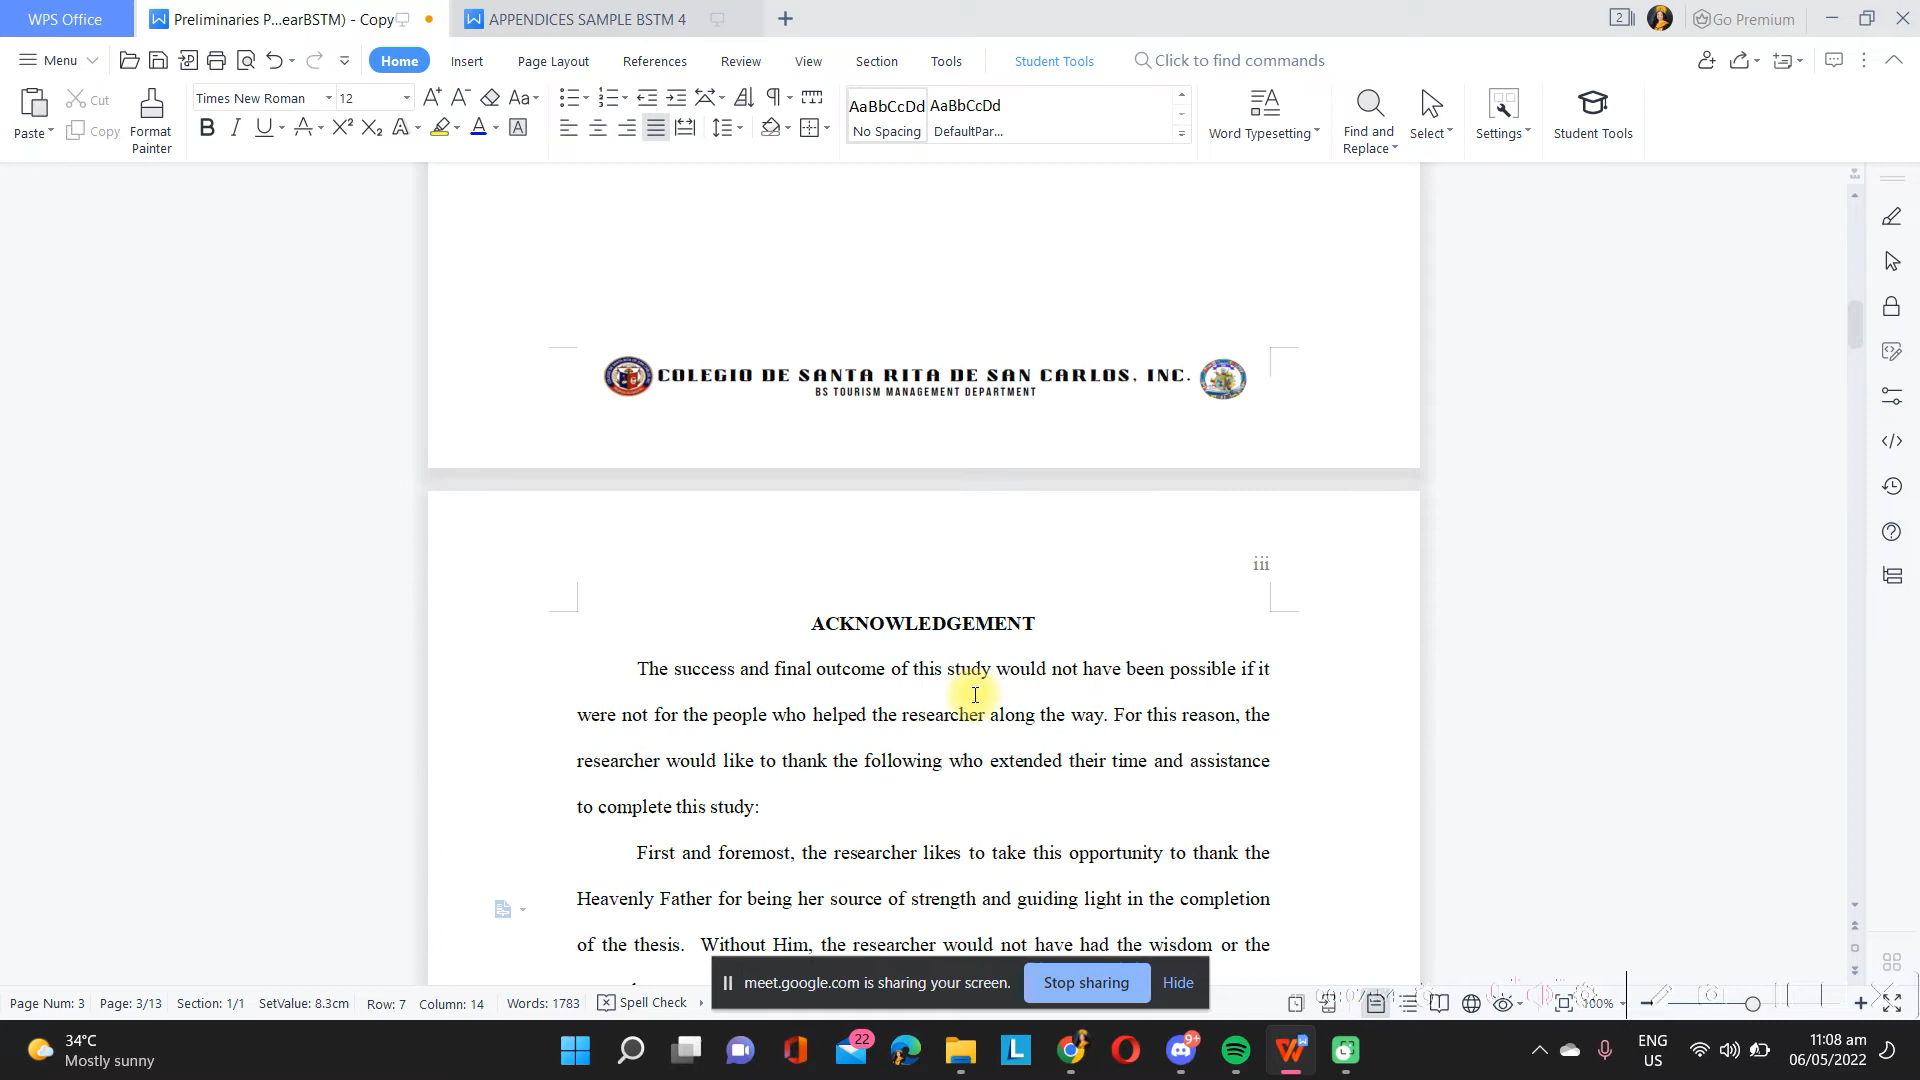 WPS Office
Preliminaries P...earBSTM) - Copy
APPENDICES SAMPLE BSTM 4
2
Go Premium
Menu
Home
Insert
Page Layout
References
Review
View
Section
Tools
Student Tools
Click to find commands
Paste
Cut
Copy
Format Painter
Times New Roman
12
AaBbCcDd
No Spacing
AaBbCcDd
DefaultPar...
Word Typesetting
Find and Replace
Select
Settings
Student Tools
COLEGIO DE SANTA RITA DE SAN CARLOS, INC.
BS TOURISM MANAGEMENT DEPARTMENT
iii
ACKNOWLEDGEMENT
The success and final outcome of this study would not have been possible if it
were not for the people who helped the researcher along the way. For this reason, the
researcher would like to thank the following who extended their time and assistance
to complete this study:
First and foremost, the researcher likes to take this opportunity to thank the
Heavenly Father for being her source of strength and guiding light in the completion
of the thesis. Without Him, the researcher would not have had the wisdom or the
meet.google.com is sharing your screen.
Stop sharing
Hide
Page Num: 3
Page: 3/13
Section: 1/1
SetValue: 8.3cm
Row: 7
Column: 14
Words: 1783
Spell Check
100%
34°C
Mostly sunny
22
9+
ENG
US
11:08 am
06/05/2022